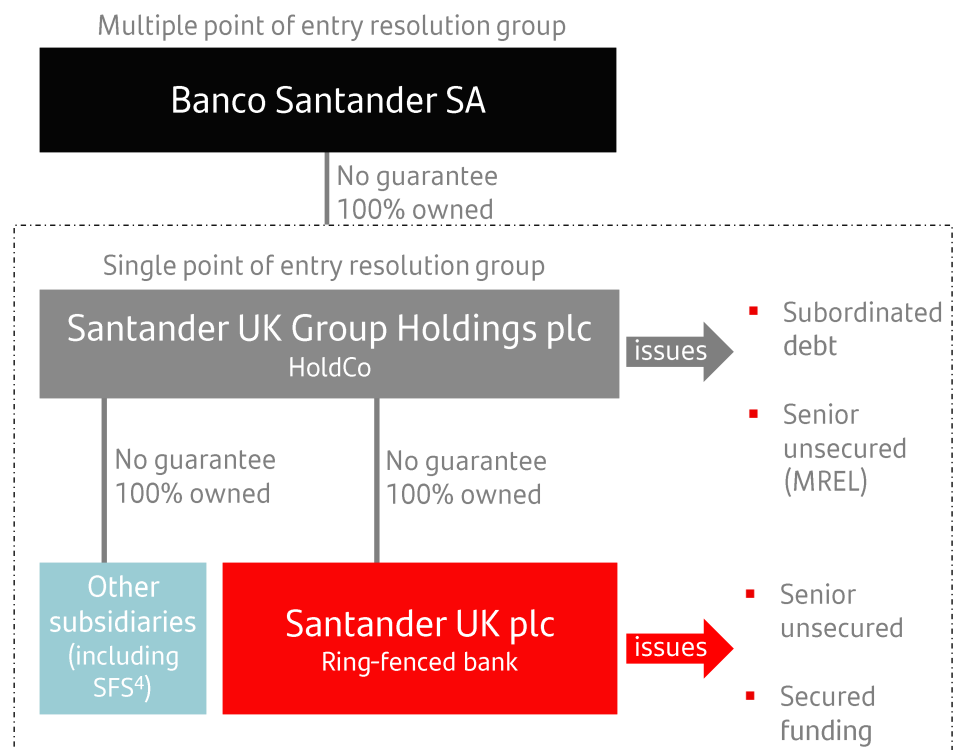 Multiple point of entry resolution group
Banco Santander SA
No guarantee
100% owned
Single point of entry resolution group
Santander UK Group Holdings plc
HoldCo
issues
▪ Subordinated
debt
▪ Senior
unsecured
(MREL)
No guarantee
100% owned
No guarantee
100% owned
Other
subsidiaries
(including
SFS⁴)
Santander UK plc
Ring-fenced bank
issues
▪ Senior
unsecured
▪ Secured
funding